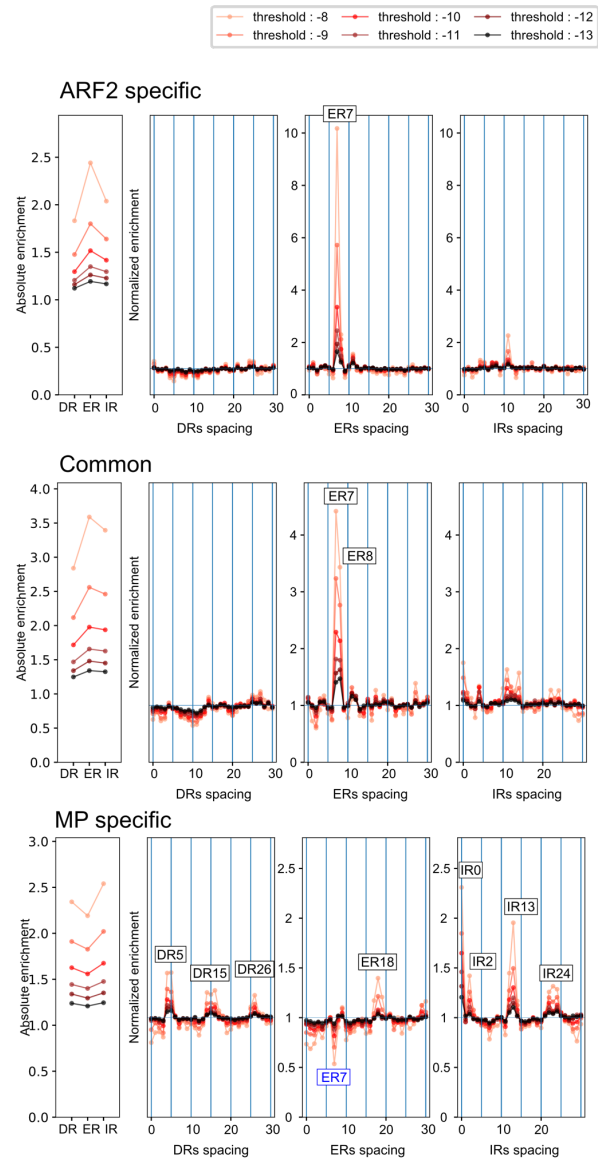 threshold : -8 threshold : -10 threshold : -12
threshold : -9 threshold : -11 threshold : -13
ARF2 specific
Absolute enrichment
2.5
2.0
1.5
1.0
0.5
0.0
DR ER IR
Normalized enrichment
0 10 20 30
DRs spacing
ER7
10
8
6
4
2
0
0 10 20 30
ERs spacing
10
8
6
4
2
0
0 10 20 30
IRs spacing
Common
Absolute enrichment
4.0
3.5
3.0
2.5
2.0
1.5
1.0
0.5
0.0
DR ER IR
Normalized enrichment
0 10 20 30
DRs spacing
ER7
ER8
4
3
2
1
0
0 10 20 30
ERs spacing
4
3
2
1
0
0 10 20
IRs spacing
MP specific
Absolute enrichment
3.0
2.5
2.0
1.5
1.0
0.5
0.0
DR ER IR
Normalized enrichment
DR5
DR15
DR26
0 10 20 30
DRs spacing
2.5
2
1.5
1
0.5
0
ER18
ER7
0 10 20 30
ERs spacing
2.5
2
1.5
1
0.5
0
IR0
IR2
IR13
IR24
0 20
IRs spacing